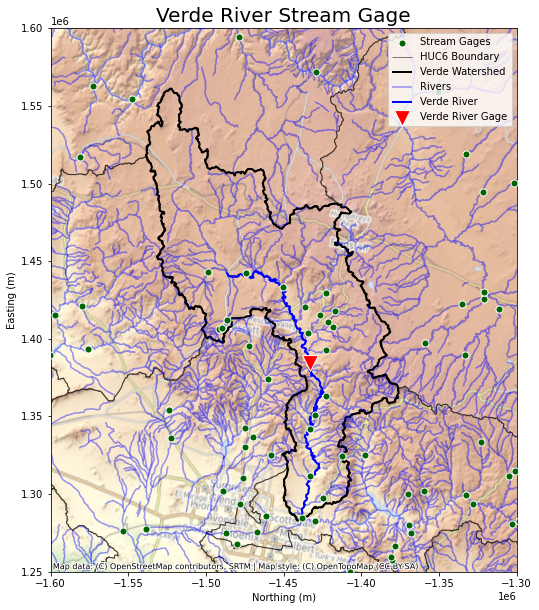 Verde River Stream Gage
1e6
Stream Gages
HUC6 Boundary
Verde Watershed
Rivers
Verde River
Verde River Gage
1.60
1.55
1.50
1.45
1.40
1.35
1.30
1.25
Easting (m)
Map data: (C) OpenStreetMap contributors, SRTM | Map style: (C) OpenTopoMap (CC-BY-SA)
−1.60
−1.55
−1.50
−1.45
−1.40
−1.35
−1.30
1e6
Northing (m)